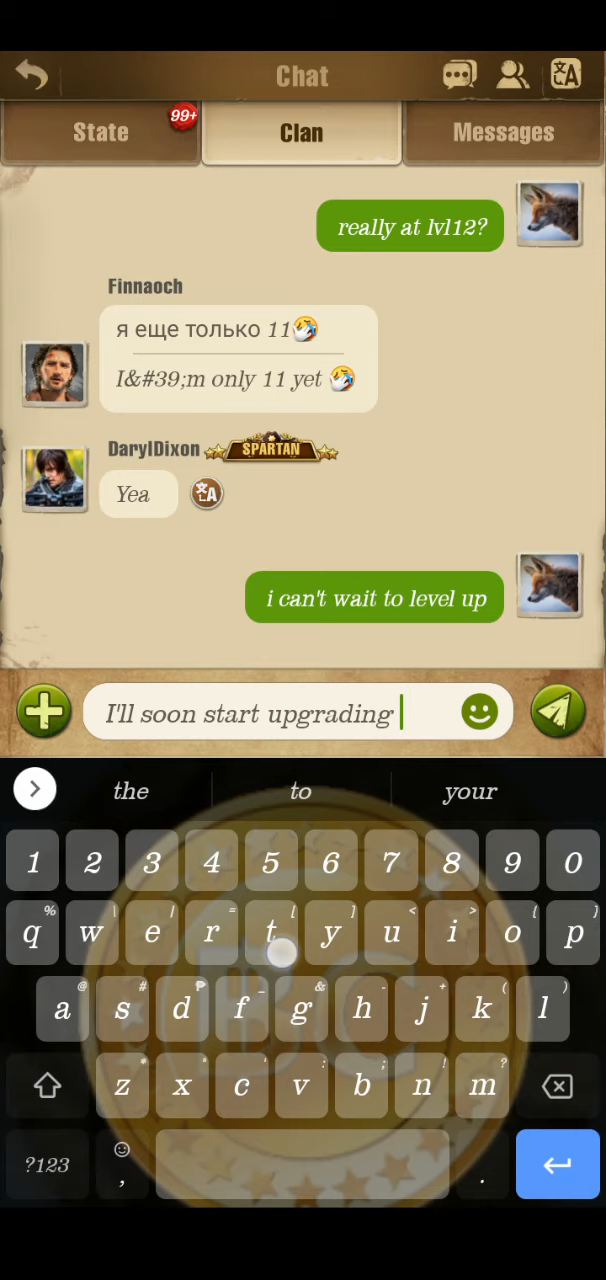 Chat
State
99+
Clan
Messages
really at lvl12?
Finnaoch
я еще только 11🤣
I&#39;m only 11 yet 🤣
DarylDixon
SPARTAN
Yea
i can't wait to level up
I'll soon start upgrading
the to your
1 2 3 4 5 6 7 8 9 0
% \ | = [ ] < > { }
q w e r t y u i o p
@ # ₱ _ & - + ( )
a s d f g h j k l
* " ' : ; ! ?
z x c v b n m
?123 , .